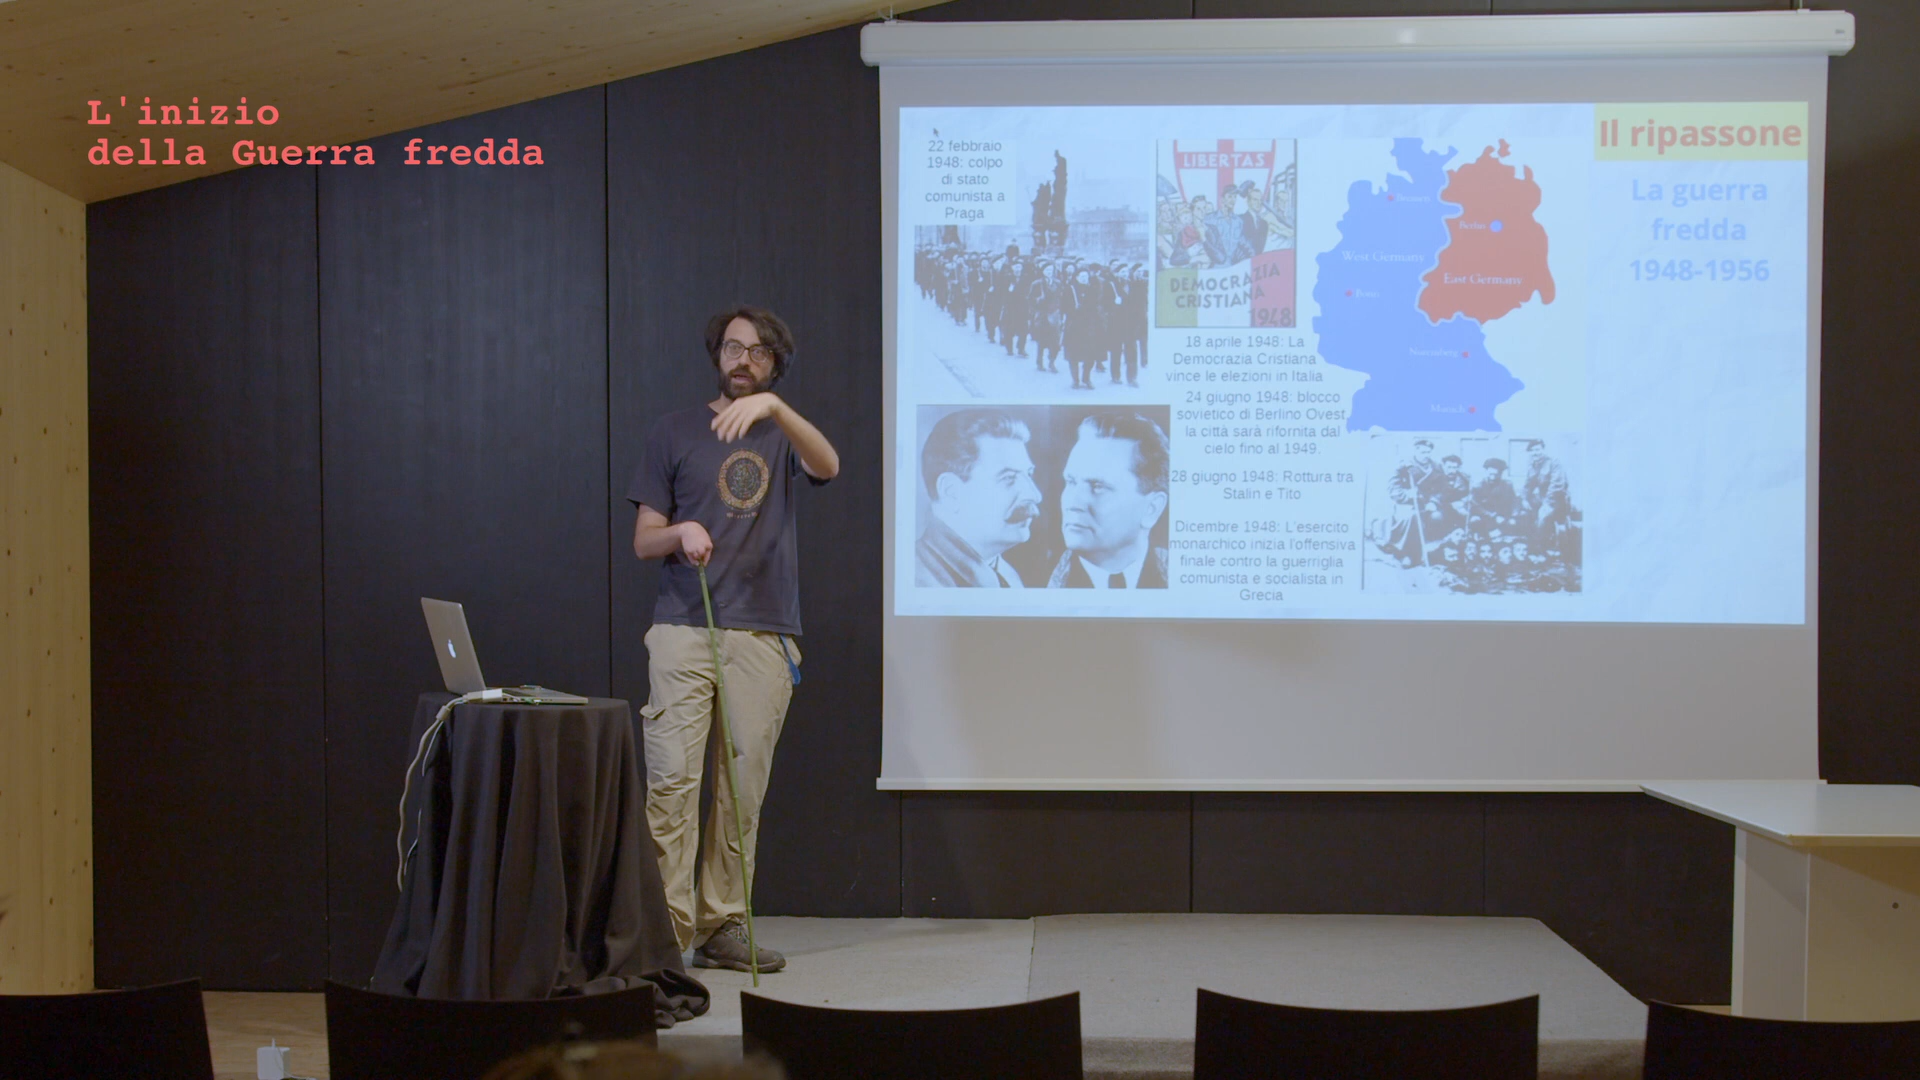 L'inizio
della Guerra fredda
22 febbraio
1948: colpo
di stato
comunista a
Praga
LIBERTAS
DEMOCRAZIA
CRISTIANA
1948
18 aprile 1948: La
Democrazia Cristiana
vince le elezioni in Italia
24 giugno 1948: blocco
sovietico di Berlino Ovest,
la città sarà rifornita dal
cielo fino al 1949.
28 giugno 1948: Rottura tra
Stalin e Tito
Dicembre 1948: L'esercito
monarchico inizia l'offensiva
finale contro la guerriglia
comunista e socialista in
Grecia
Bremen
Berlin
West Germany
East Germany
Bonn
Nuremberg
Munich
Il ripassone
La guerra
fredda
1948-1956